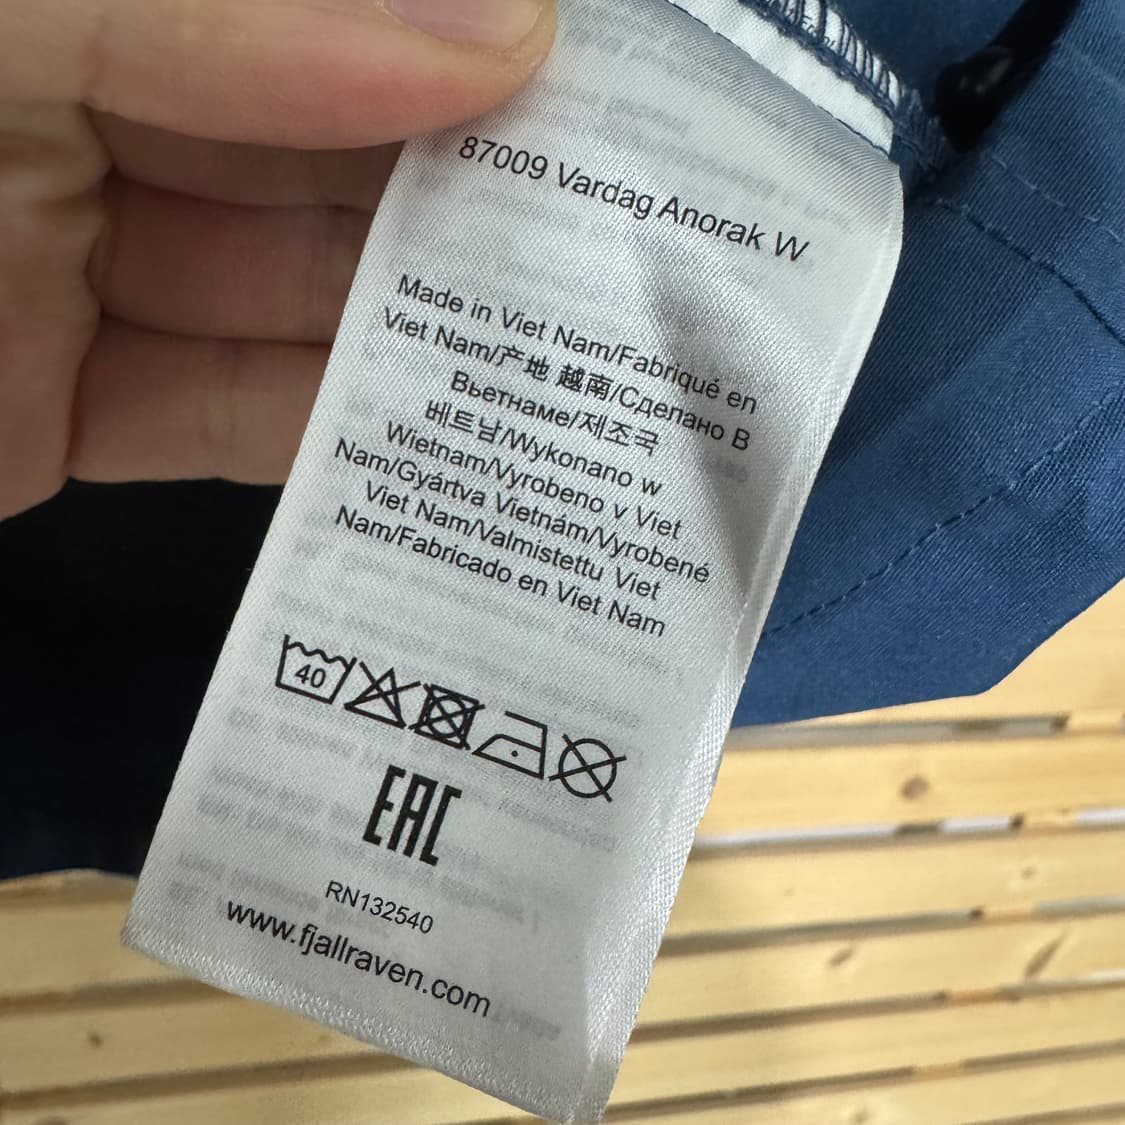 87009 Vardag Anorak W
Made in Viet Nam/Fabriqué en
Viet Nam/产地 越南/Сделано В
Вьетнаме/제조국
베트남/Wykonano w
Wietnam/Vyrobeno v Viet
Nam/Gyártva Vietnám/Vyrobené
Viet Nam/Valmistettu Viet
Nam/Fabricado en Viet Nam
40
EAC
RN132540
www.fjallraven.com